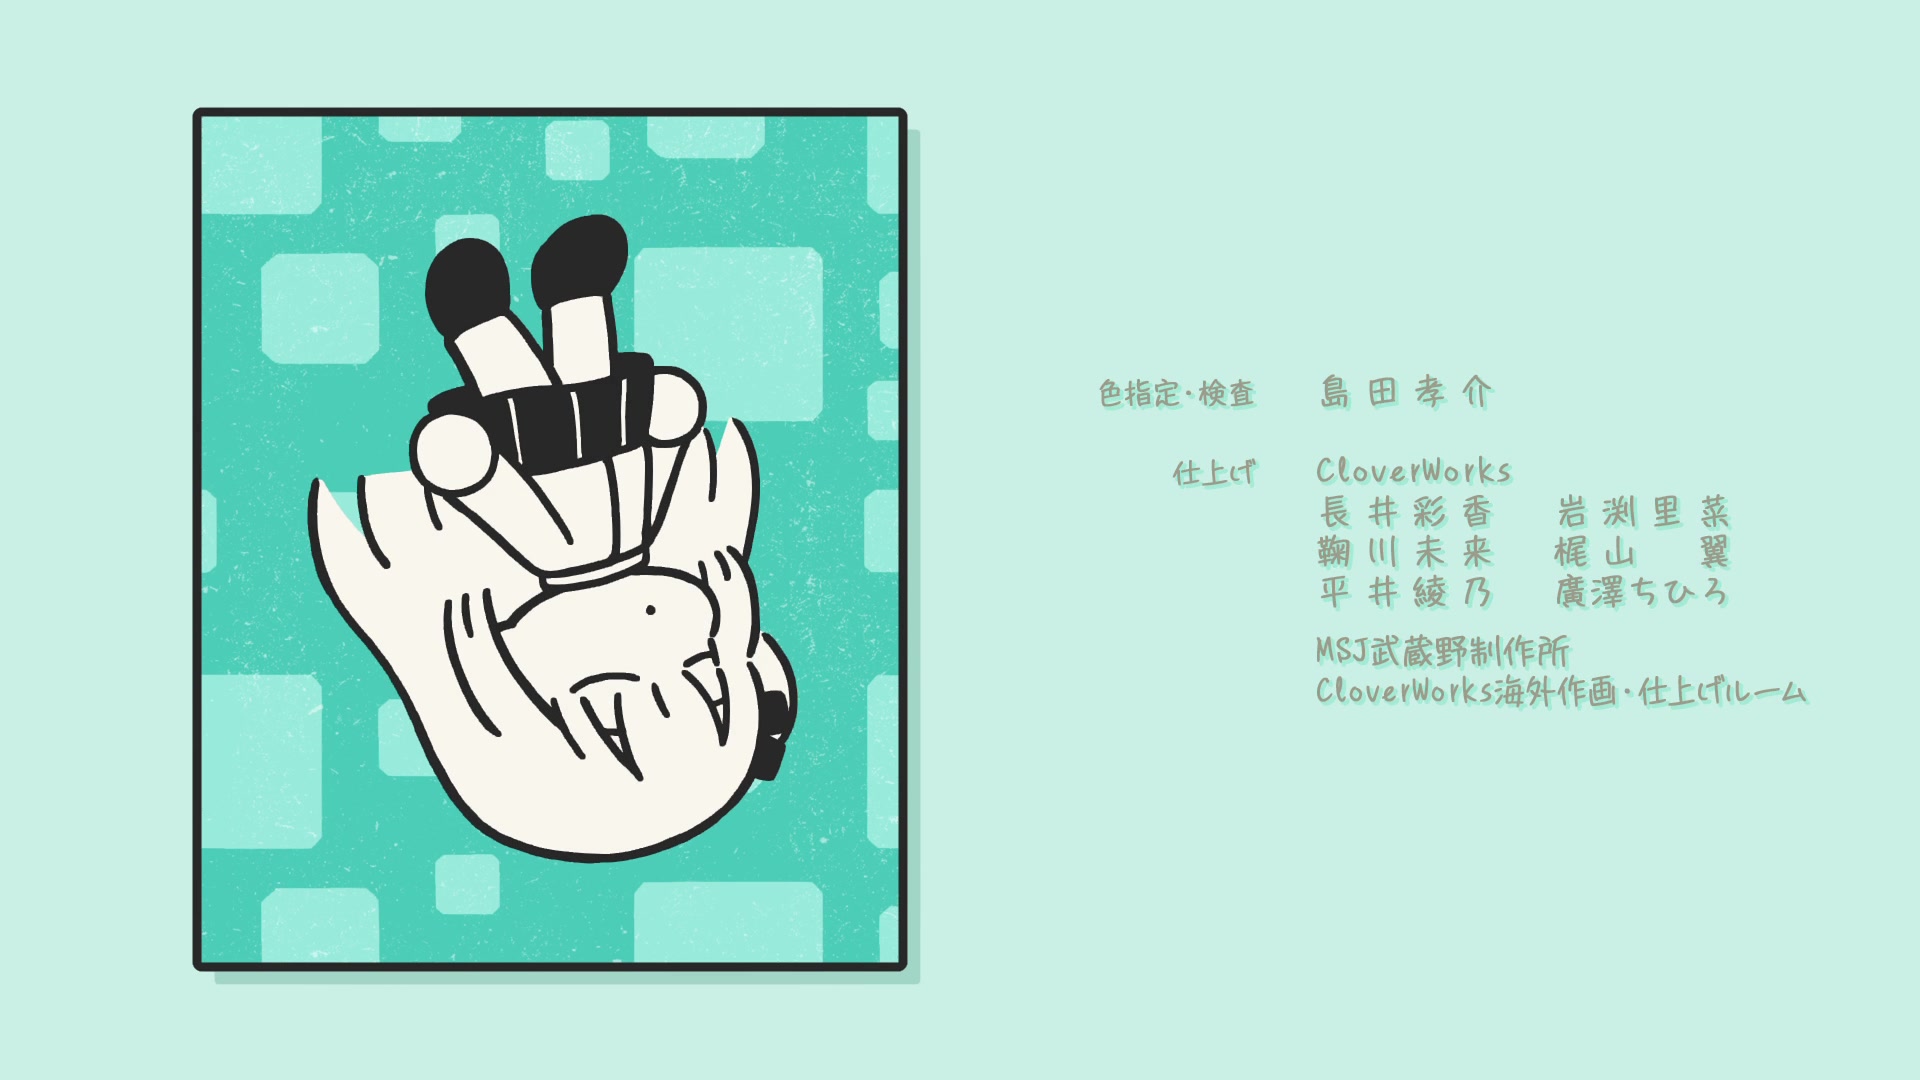 色指定・検査 島田孝介
仕上げ CloverWorks
長井彩香 岩渕里菜
鞠川未来 梶山翼
平井綾乃 廣澤ちひろ
MSJ武蔵野制作所
CloverWorks海外作画・仕上げルーム